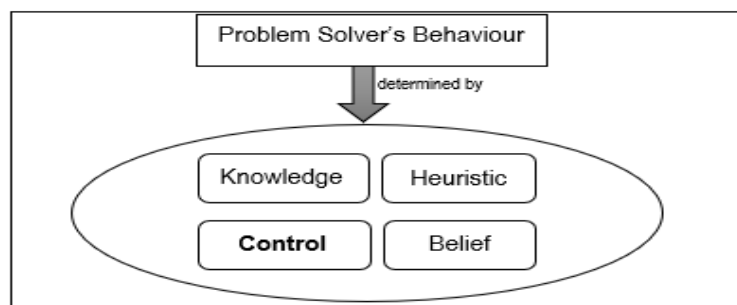 Problem Solver's Behaviour
determined by
Knowledge
Heuristic
Control
Belief